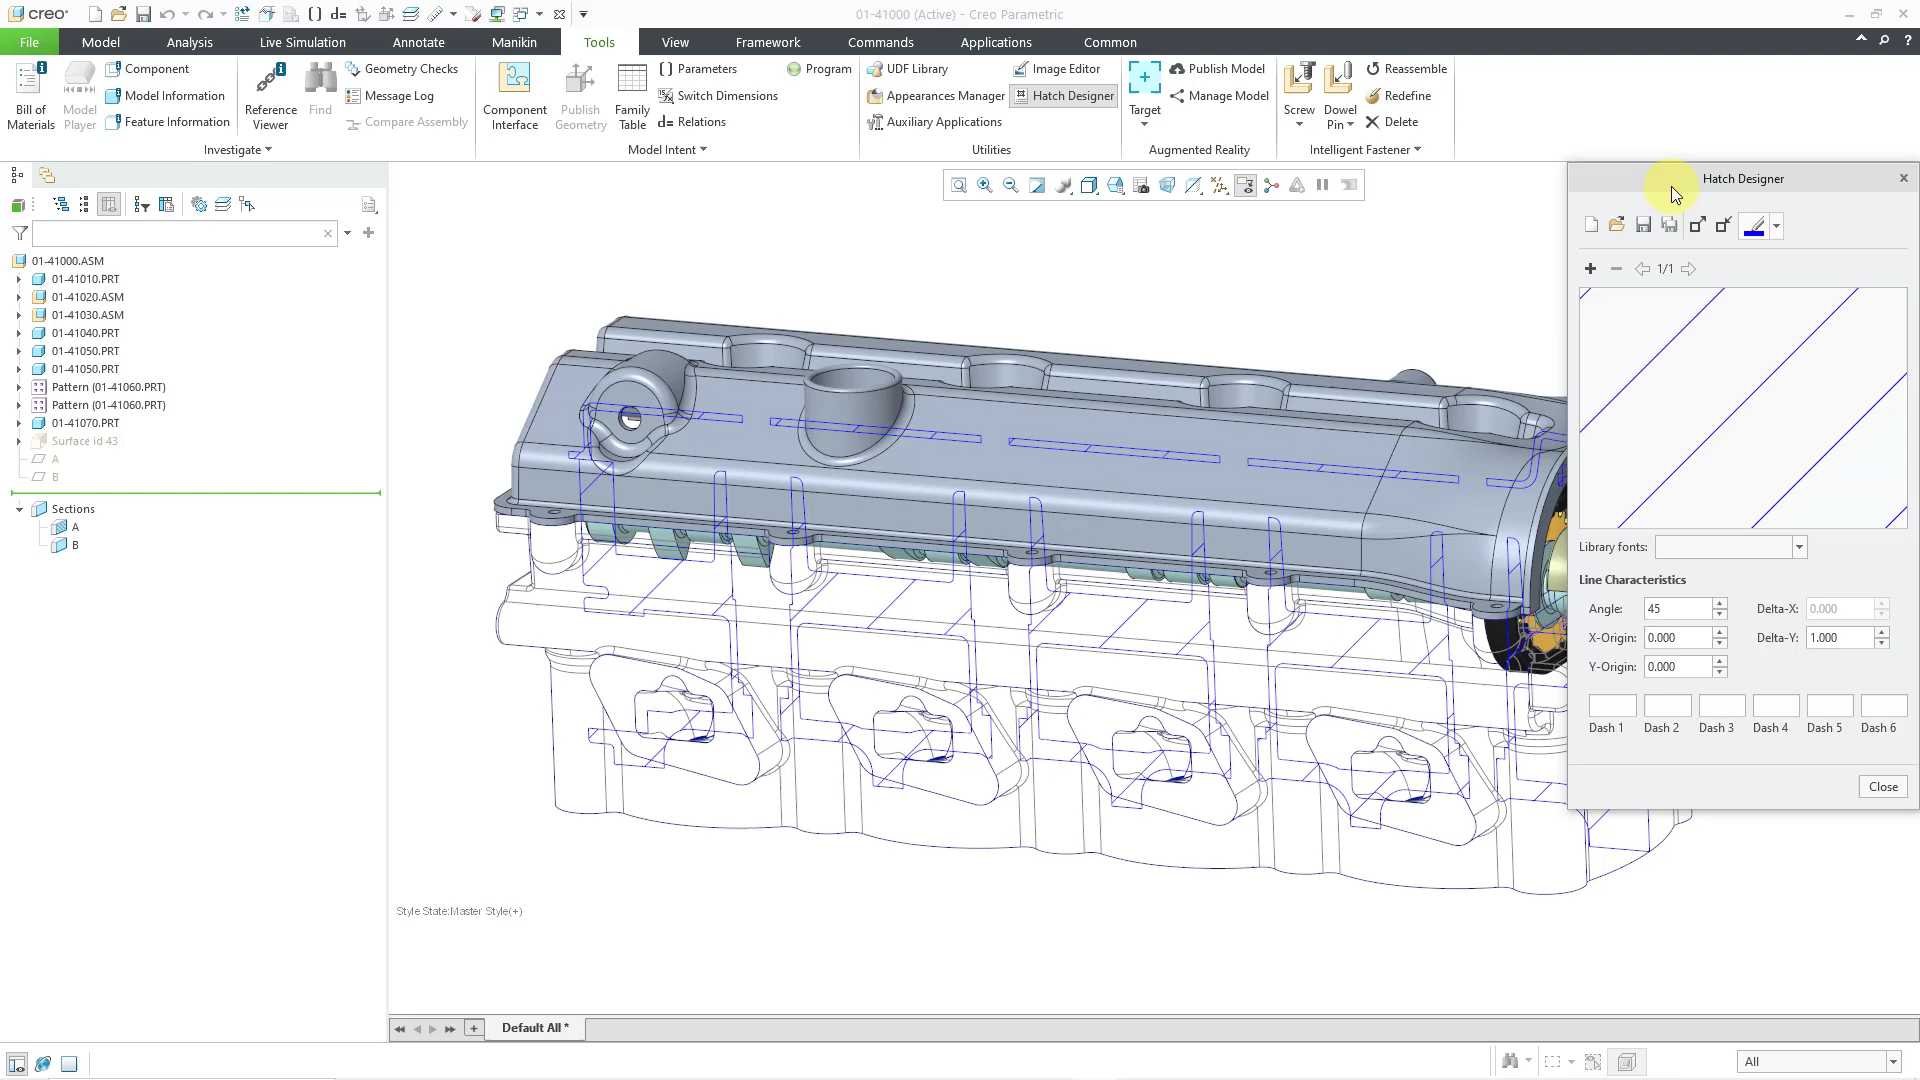 creo
d=
01-41000 (Active) - Creo Parametric
File
Model
Analysis
Live Simulation
Annotate
Manikin
Tools
View
Framework
Commands
Applications
Common
Bill of Materials
Model Player
Component
Model Information
Feature Information
Reference Viewer
Find
Geometry Checks
Message Log
Compare Assembly
Investigate
Component Interface
Publish Geometry
Family Table
Parameters
Switch Dimensions
d= Relations
Program
Model Intent
UDF Library
Appearances Manager
Auxiliary Applications
Image Editor
Hatch Designer
Utilities
Target
Publish Model
Manage Model
Augmented Reality
Screw
Dowel Pin
Reassemble
Redefine
Delete
Intelligent Fastener
01-41000.ASM
01-41010.PRT
01-41020.ASM
01-41030.ASM
01-41040.PRT
01-41050.PRT
01-41050.PRT
Pattern (01-41060.PRT)
Pattern (01-41060.PRT)
01-41070.PRT
Surface id 43
A
B
Sections
A
B
Hatch Designer
1/1
Library fonts:
Line Characteristics
Angle: 45 Delta-X: 0.000
X-Origin: 0.000 Delta-Y: 1.000
Y-Origin: 0.000
Dash 1 Dash 2 Dash 3 Dash 4 Dash 5 Dash 6
Close
Style State:Master Style(+)
Default All *
All